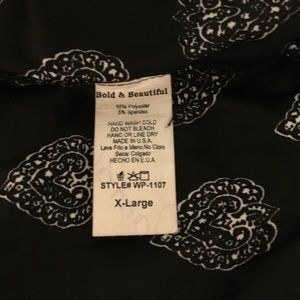 Bold & Beautiful
95% Polyester
5% Spandex
HAND WASH COLD
DO NOT BLEACH
HANG OR LINE DRY
MADE IN U.S.A.
Lave Frio a Mano,No Cloro
Secar Colgado
HECHO EN E.U.A.
STYLE# WP-1107
X-Large